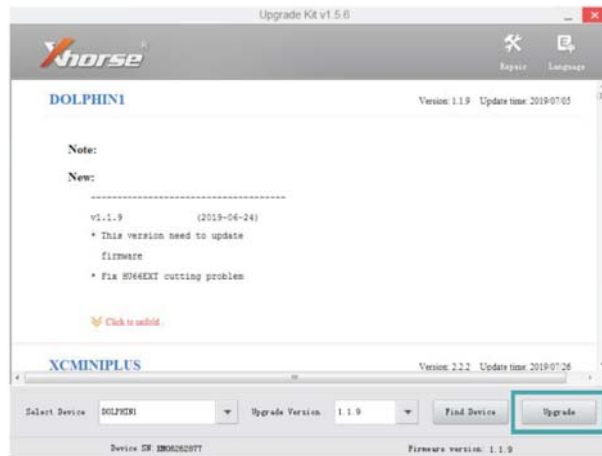 Upgrade Kit v1.5.6
Xhorse
Repair
Language
DOLPHIN1
Version: 1.1.9 Update time: 2019/07/05
Note:
New:
-------------------------------------
v1.1.9 (2019-06-24)
* This version need to update
firmware
* Fix HU66EXT cutting problem
Click to unfold
XCMINIPLUS
Version: 2.2.2 Update time: 2019/07/26
Select Device DOLPHIN1 Upgrade Version 1.1.9 Find Device Upgrade
Device SN: XM06262877 Firmware version: 1.1.9